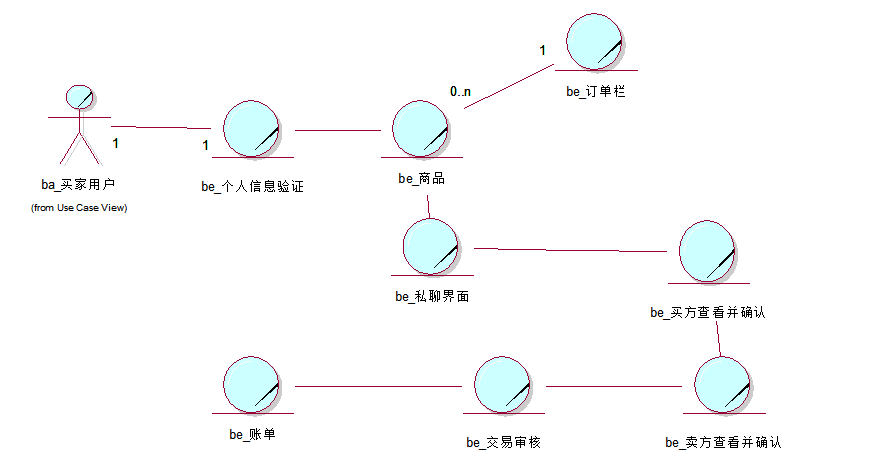 1
0..n
be_订单栏
1
1
ba_买家用户
(from Use Case View)
be_个人信息验证
be_商品
be_私聊界面
be_买方查看并确认
be_账单
be_交易审核
be_卖方查看并确认